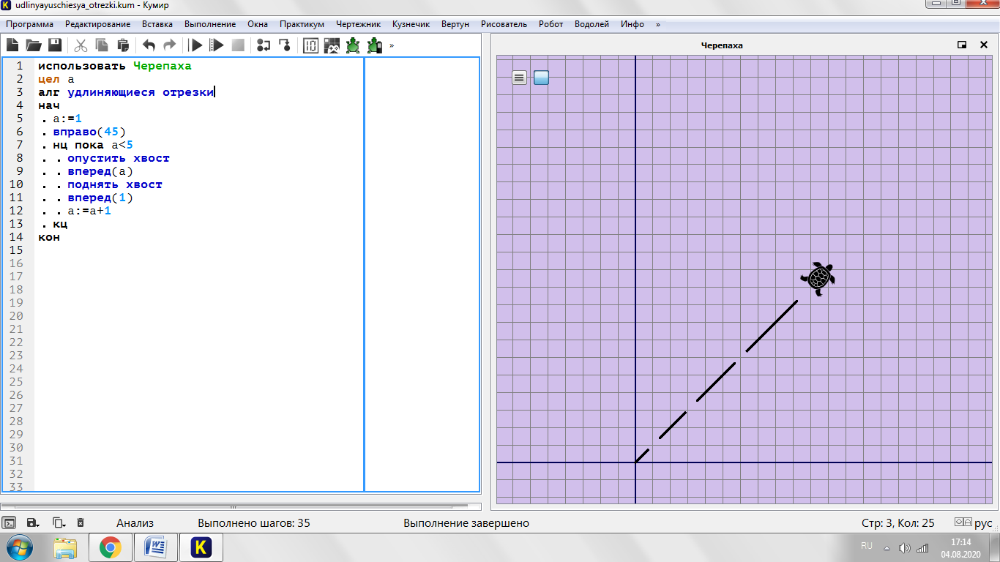 udlinyayuschiesya_otrezki.kum - Кумир
Программа Редактирование Вставка Выполнение Окна Практикум Чертежник Кузнечик Вертун Рисователь Робот Водолей Инфо »
»
Черепаха
1 использовать Черепаха
2 цел а
3 алг удлиняющиеся отрезки
4 нач
5 . а:=1
6 . вправо(45)
7 . нц пока а<5
8 . . опустить хвост
9 . . вперед(а)
10 . . поднять хвост
11 . . вперед(1)
12 . . а:=а+1
13 . кц
14 кон
15
16
17
18
19
20
21
22
23
24
25
26
27
28
29
30
31
32
33
Анализ Выполнено шагов: 35 Выполнение завершено Стр: 3, Кол: 25 рус
RU 17:14
04.08.2020